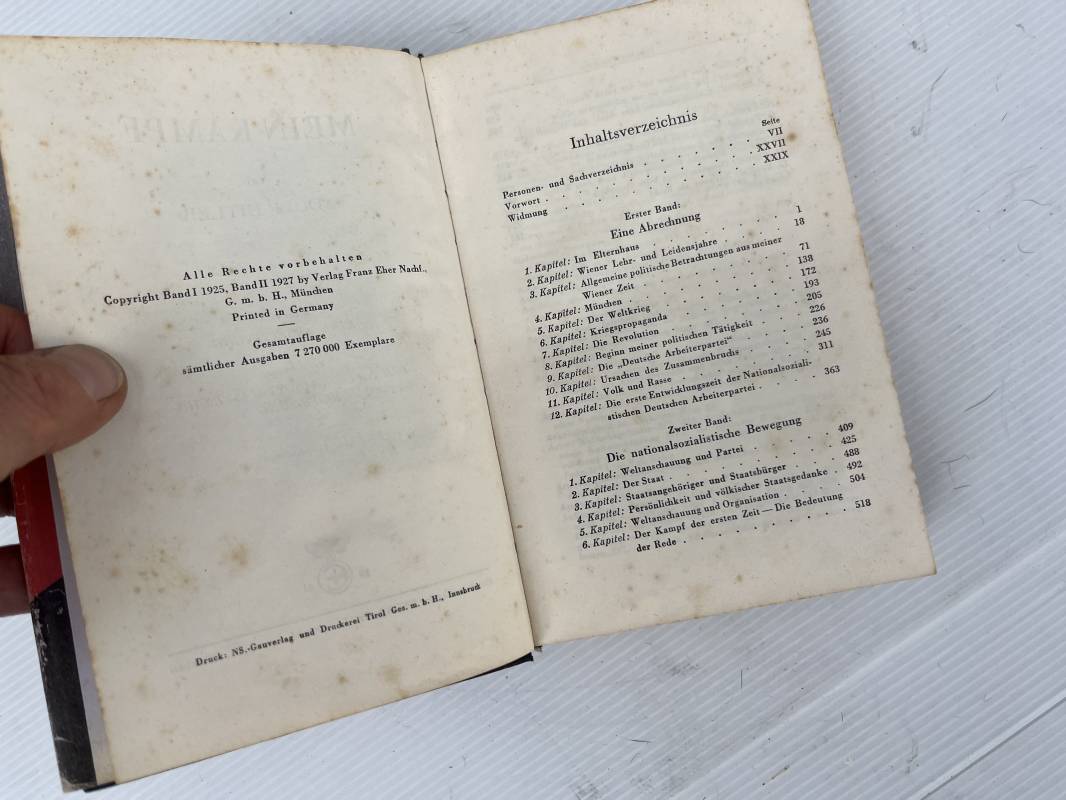 Alle Rechte vorbehalten
Copyright Band I 1925, Band II 1927 by Verlag Franz Eher Nachf.,
G. m. b. H., München
Printed in Germany
Gesamtauflage
sämtlicher Ausgaben 7 270 000 Exemplare
Druck: NS.-Gauverlag und Druckerei Tirol Ges. m. b. H., Innsbruck
Inhaltsverzeichnis
Seite
Personen- und Sachverzeichnis . . . . . . . VII
Vorwort . . . . . . . . . . . XXVII
Widmung . . . . . . . . . . XXIX
Erster Band:
Eine Abrechnung
1. Kapitel: Im Elternhaus . . . . . . . 1
2. Kapitel: Wiener Lehr- und Leidensjahre . . . . 18
3. Kapitel: Allgemeine politische Betrachtungen aus meiner
Wiener Zeit . . . . . . . 71
4. Kapitel: München . . . . . . . 138
5. Kapitel: Der Weltkrieg . . . . . . 172
6. Kapitel: Kriegspropaganda . . . . . . 193
7. Kapitel: Die Revolution . . . . . . 205
8. Kapitel: Beginn meiner politischen Tätigkeit . . . 226
9. Kapitel: Die „Deutsche Arbeiterpartei“ . . . . 236
10. Kapitel: Ursachen des Zusammenbruchs . . . . 245
11. Kapitel: Volk und Rasse . . . . . . 311
12. Kapitel: Die erste Entwicklungszeit der Nationalsoziali-
stischen Deutschen Arbeiterpartei . . . . 363
Zweiter Band:
Die nationalsozialistische Bewegung
1. Kapitel: Weltanschauung und Partei . . . . . 409
2. Kapitel: Der Staat . . . . . . . . 425
3. Kapitel: Staatsangehöriger und Staatsbürger . . . 488
4. Kapitel: Persönlichkeit und völkischer Staatsgedanke . 492
5. Kapitel: Weltanschauung und Organisation . . . . 504
6. Kapitel: Der Kampf der ersten Zeit — Die Bedeutung
der Rede . . . . . . . . . 518